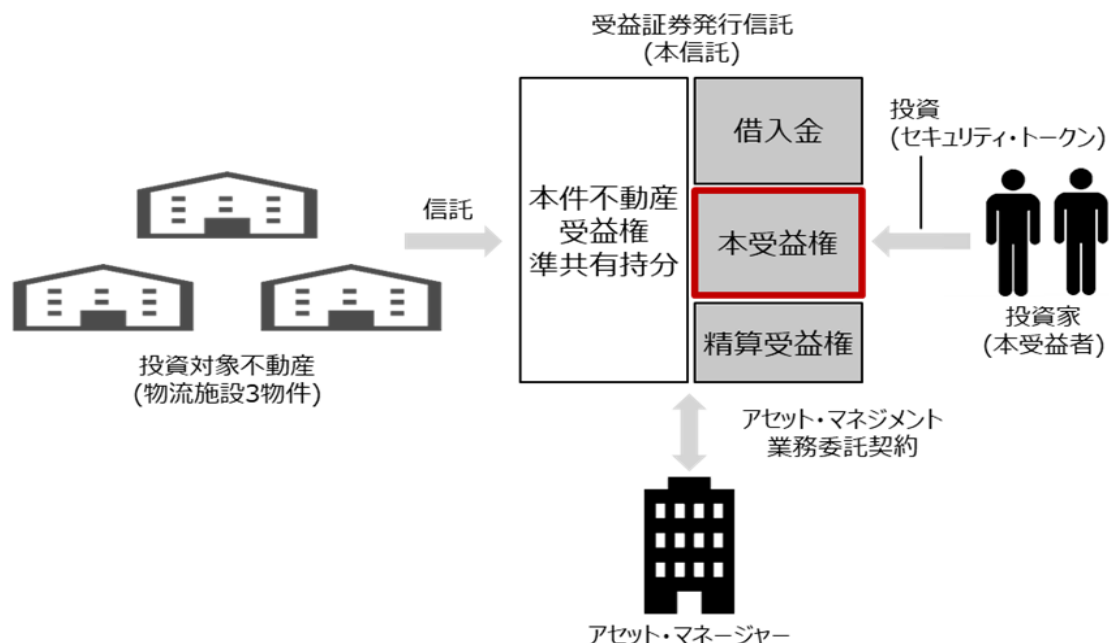 受益証券発行信託
(本信託)
投資対象不動産
(物流施設3物件)
信託
本件不動産
受益権
準共有持分
借入金
本受益権
精算受益権
投資
(セキュリティ・トークン)
投資家
(本受益者)
アセット・マネジメント
業務委託契約
アセット・マネージャー